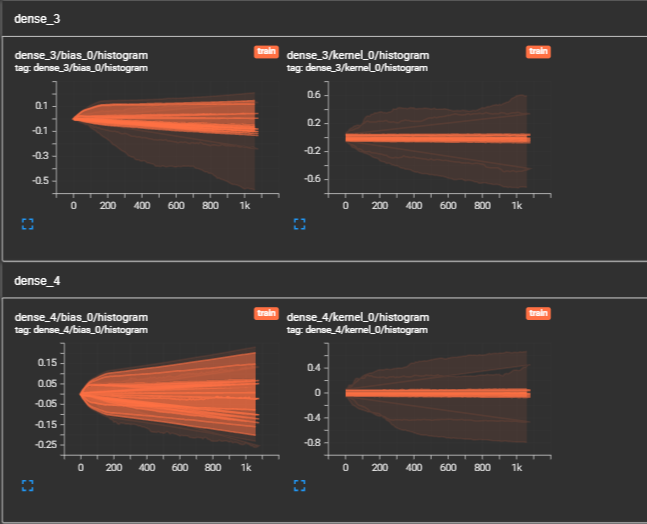 dense_3
dense_3/bias_0/histogram train
tag: dense_3/bias_0/histogram
0.1
-0.1
-0.3
-0.5
0 200 400 600 800 1k
dense_3/kernel_0/histogram train
tag: dense_3/kernel_0/histogram
0.6
0.2
-0.2
-0.6
0 200 400 600 800 1k
dense_4
dense_4/bias_0/histogram train
tag: dense_4/bias_0/histogram
0.15
0.05
-0.05
-0.15
-0.25
0 200 400 600 800 1k
dense_4/kernel_0/histogram train
tag: dense_4/kernel_0/histogram
0.4
0
-0.4
-0.8
0 200 400 600 800 1k